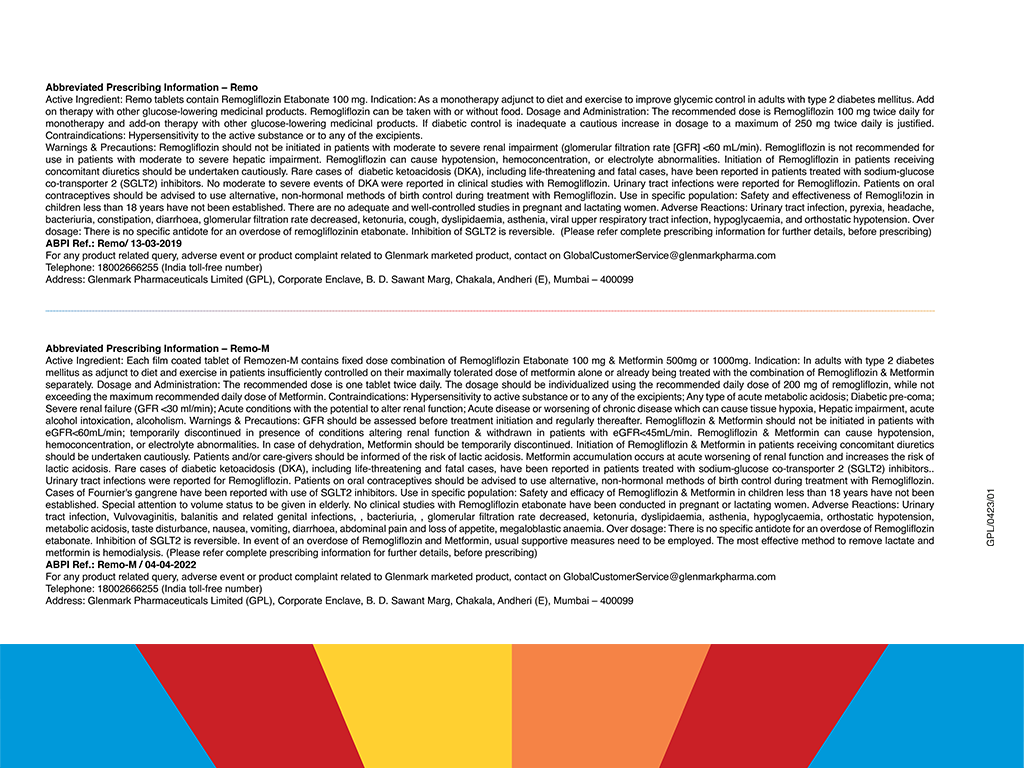 Abbreviated Prescribing Information – Remo
Active Ingredient: Remo tablets contain Remogliflozin Etabonate 100 mg. Indication: As a monotherapy adjunct to diet and exercise to improve glycemic control in adults with type 2 diabetes mellitus. Add
on therapy with other glucose-lowering medicinal products. Remogliflozin can be taken with or without food. Dosage and Administration: The recommended dose is Remogliflozin 100 mg twice daily for
monotherapy and add-on therapy with other glucose-lowering medicinal products. If diabetic control is inadequate a cautious increase in dosage to a maximum of 250 mg twice daily is justified.
Contraindications: Hypersensitivity to the active substance or to any of the excipients.
Warnings & Precautions: Remogliflozin should not be initiated in patients with moderate to severe renal impairment (glomerular filtration rate [GFR] <60 mL/min). Remogliflozin is not recommended for
use in patients with moderate to severe hepatic impairment. Remogliflozin can cause hypotension, hemoconcentration, or electrolyte abnormalities. Initiation of Remogliflozin in patients receiving
concomitant diuretics should be undertaken cautiously. Rare cases of diabetic ketoacidosis (DKA), including life-threatening and fatal cases, have been reported in patients treated with sodium-glucose
co-transporter 2 (SGLT2) inhibitors. No moderate to severe events of DKA were reported in clinical studies with Remogliflozin. Urinary tract infections were reported for Remogliflozin. Patients on oral
contraceptives should be advised to use alternative, non-hormonal methods of birth control during treatment with Remogliflozin. Use in specific population: Safety and effectiveness of Remogliflozin in
children less than 18 years have not been established. There are no adequate and well-controlled studies in pregnant and lactating women. Adverse Reactions: Urinary tract infection, pyrexia, headache,
bacteriuria, constipation, diarrhoea, glomerular filtration rate decreased, ketonuria, cough, dyslipidaemia, asthenia, viral upper respiratory tract infection, hypoglycaemia, and orthostatic hypotension. Over
dosage: There is no specific antidote for an overdose of remogliflozinin etabonate. Inhibition of SGLT2 is reversible. (Please refer complete prescribing information for further details, before prescribing)
ABPI Ref.: Remo/ 13-03-2019
For any product related query, adverse event or product complaint related to Glenmark marketed product, contact on GlobalCustomerService@glenmarkpharma.com
Telephone: 18002666255 (India toll-free number)
Address: Glenmark Pharmaceuticals Limited (GPL), Corporate Enclave, B. D. Sawant Marg, Chakala, Andheri (E), Mumbai – 400099
Abbreviated Prescribing Information – Remo-M
Active Ingredient: Each film coated tablet of Remozen-M contains fixed dose combination of Remogliflozin Etabonate 100 mg & Metformin 500mg or 1000mg. Indication: In adults with type 2 diabetes
mellitus as adjunct to diet and exercise in patients insufficiently controlled on their maximally tolerated dose of metformin alone or already being treated with the combination of Remogliflozin & Metformin
separately. Dosage and Administration: The recommended dose is one tablet twice daily. The dosage should be individualized using the recommended daily dose of 200 mg of remogliflozin, while not
exceeding the maximum recommended daily dose of Metformin. Contraindications: Hypersensitivity to active substance or to any of the excipients; Any type of acute metabolic acidosis; Diabetic pre-coma;
Severe renal failure (GFR <30 ml/min); Acute conditions with the potential to alter renal function; Acute disease or worsening of chronic disease which can cause tissue hypoxia, Hepatic impairment, acute
alcohol intoxication, alcoholism. Warnings & Precautions: GFR should be assessed before treatment initiation and regularly thereafter. Remogliflozin & Metformin should not be initiated in patients with
eGFR<60mL/min; temporarily discontinued in presence of conditions altering renal function & withdrawn in patients with eGFR<45mL/min. Remogliflozin & Metformin can cause hypotension,
hemoconcentration, or electrolyte abnormalities. In case of dehydration, Metformin should be temporarily discontinued. Initiation of Remogliflozin & Metformin in patients receiving concomitant diuretics
should be undertaken cautiously. Patients and/or care-givers should be informed of the risk of lactic acidosis. Metformin accumulation occurs at acute worsening of renal function and increases the risk of
lactic acidosis. Rare cases of diabetic ketoacidosis (DKA), including life-threatening and fatal cases, have been reported in patients treated with sodium-glucose co-transporter 2 (SGLT2) inhibitors..
Urinary tract infections were reported for Remogliflozin. Patients on oral contraceptives should be advised to use alternative, non-hormonal methods of birth control during treatment with Remogliflozin.
Cases of Fournier's gangrene have been reported with use of SGLT2 inhibitors. Use in specific population: Safety and efficacy of Remogliflozin & Metformin in children less than 18 years have not been
established. Special attention to volume status to be given in elderly. No clinical studies with Remogliflozin etabonate have been conducted in pregnant or lactating women. Adverse Reactions: Urinary
tract infection, Vulvovaginitis, balanitis and related genital infections, , bacteriuria, , glomerular filtration rate decreased, ketonuria, dyslipidaemia, asthenia, hypoglycaemia, orthostatic hypotension,
metabolic acidosis, taste disturbance, nausea, vomiting, diarrhoea, abdominal pain and loss of appetite, megaloblastic anaemia. Over dosage: There is no specific antidote for an overdose of Remogliflozin
etabonate. Inhibition of SGLT2 is reversible. In event of an overdose of Remogliflozin and Metformin, usual supportive measures need to be employed. The most effective method to remove lactate and
metformin is hemodialysis. (Please refer complete prescribing information for further details, before prescribing)
ABPI Ref.: Remo-M / 04-04-2022
For any product related query, adverse event or product complaint related to Glenmark marketed product, contact on GlobalCustomerService@glenmarkpharma.com
Telephone: 18002666255 (India toll-free number)
Address: Glenmark Pharmaceuticals Limited (GPL), Corporate Enclave, B. D. Sawant Marg, Chakala, Andheri (E), Mumbai – 400099
GPL/0423/01